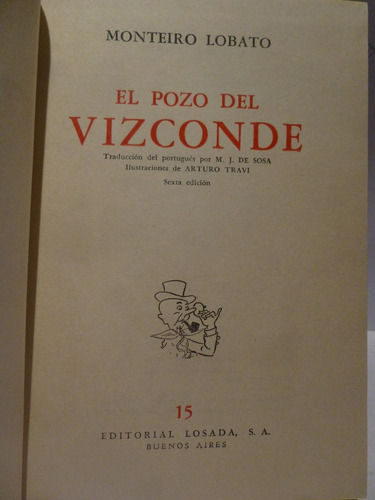 MONTEIRO LOBATO
EL POZO DEL
VIZCONDE
Traducción del portugués por M. J. DE SOSA
Ilustraciones de ARTURO TRAVI
Sexta edición
15
EDITORIAL LOSADA, S. A.
BUENOS AIRES